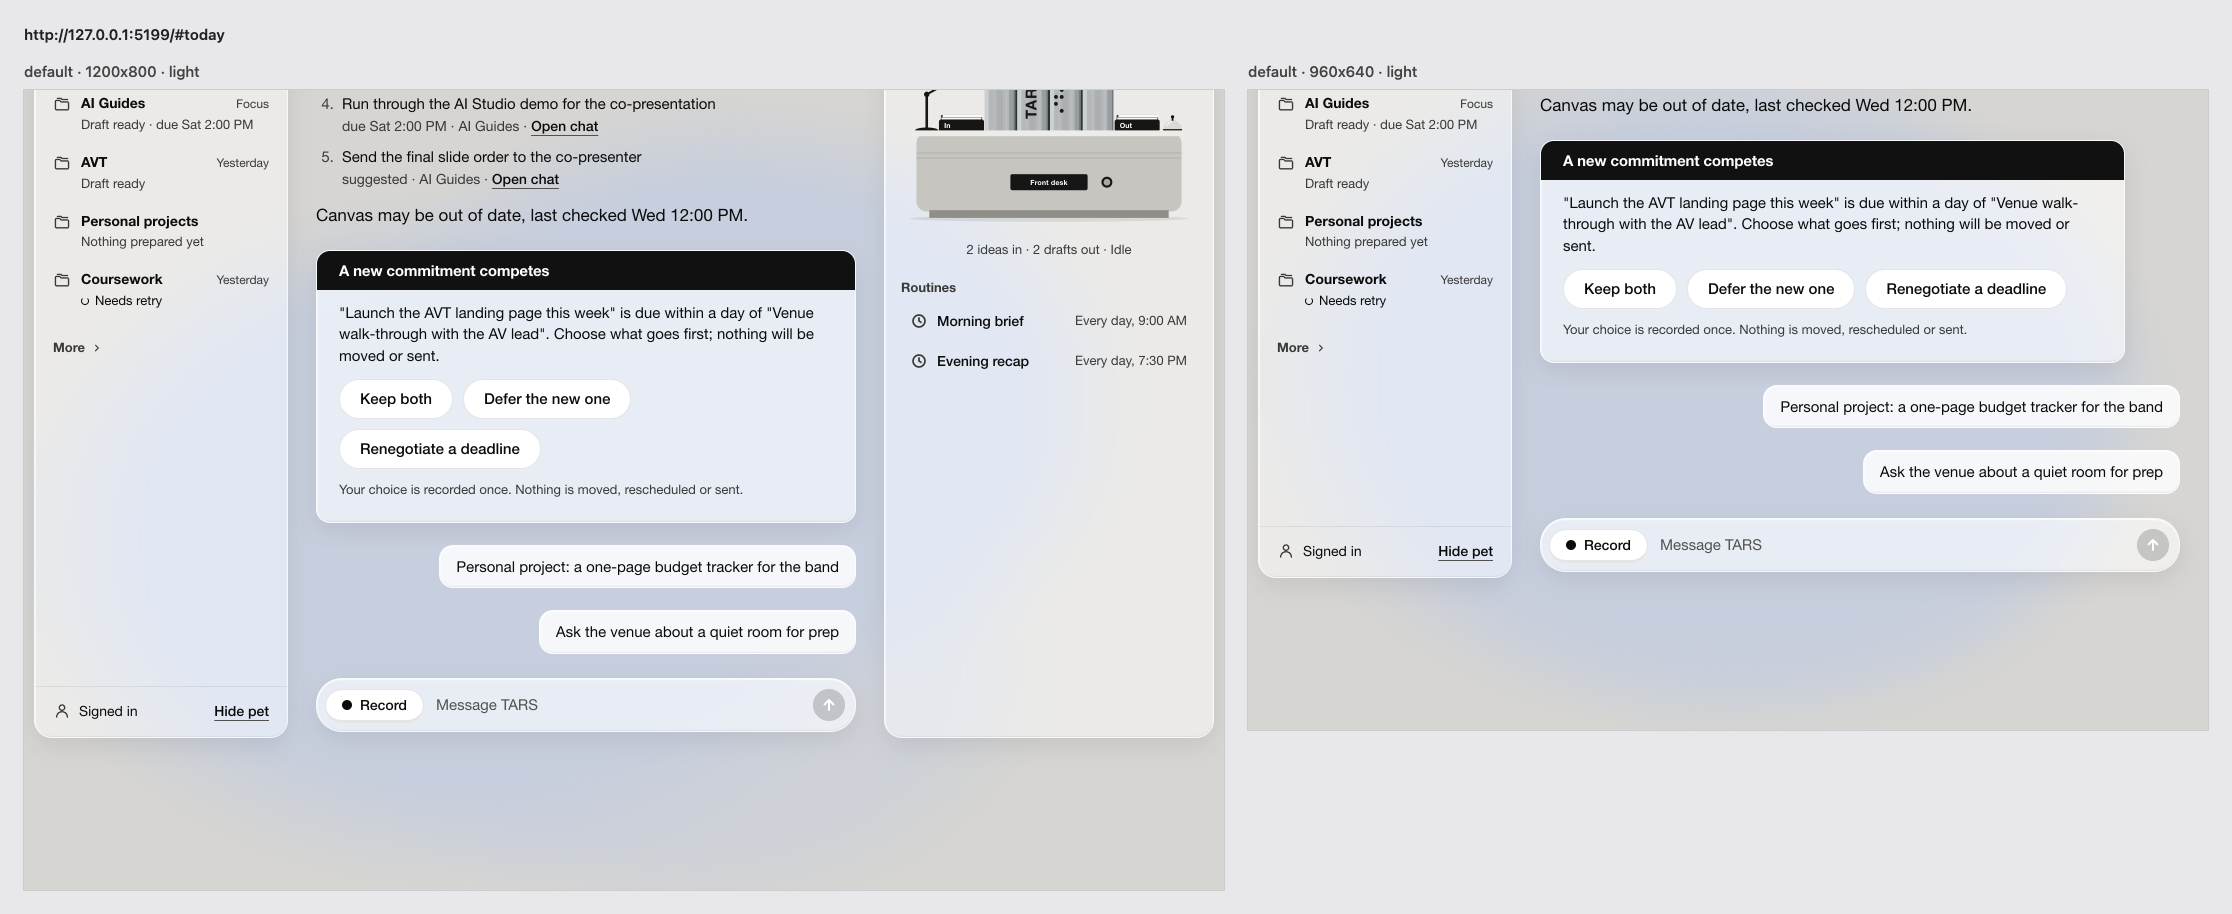 http://127.0.0.1:5199/#today
default · 1200x800 · light
AI Guides Focus
Draft ready · due Sat 2:00 PM
AVT Yesterday
Draft ready
Personal projects
Nothing prepared yet
Coursework Yesterday
Needs retry
More
Signed in Hide pet
4. Run through the AI Studio demo for the co-presentation
due Sat 2:00 PM · AI Guides · Open chat
5. Send the final slide order to the co-presenter
suggested · AI Guides · Open chat
Canvas may be out of date, last checked Wed 12:00 PM.
A new commitment competes
"Launch the AVT landing page this week" is due within a day of "Venue
walk-through with the AV lead". Choose what goes first; nothing will be
moved or sent.
Keep both Defer the new one
Renegotiate a deadline
Your choice is recorded once. Nothing is moved, rescheduled or sent.
Personal project: a one-page budget tracker for the band
Ask the venue about a quiet room for prep
Record Message TARS
TAR
In Out
Front desk
2 ideas in · 2 drafts out · Idle
Routines
Morning brief Every day, 9:00 AM
Evening recap Every day, 7:30 PM
default · 960x640 · light
AI Guides Focus
Draft ready · due Sat 2:00 PM
AVT Yesterday
Draft ready
Personal projects
Nothing prepared yet
Coursework Yesterday
Needs retry
More
Signed in Hide pet
Canvas may be out of date, last checked Wed 12:00 PM.
A new commitment competes
"Launch the AVT landing page this week" is due within a day of "Venue walk-
through with the AV lead". Choose what goes first; nothing will be moved or
sent.
Keep both Defer the new one Renegotiate a deadline
Your choice is recorded once. Nothing is moved, rescheduled or sent.
Personal project: a one-page budget tracker for the band
Ask the venue about a quiet room for prep
Record Message TARS